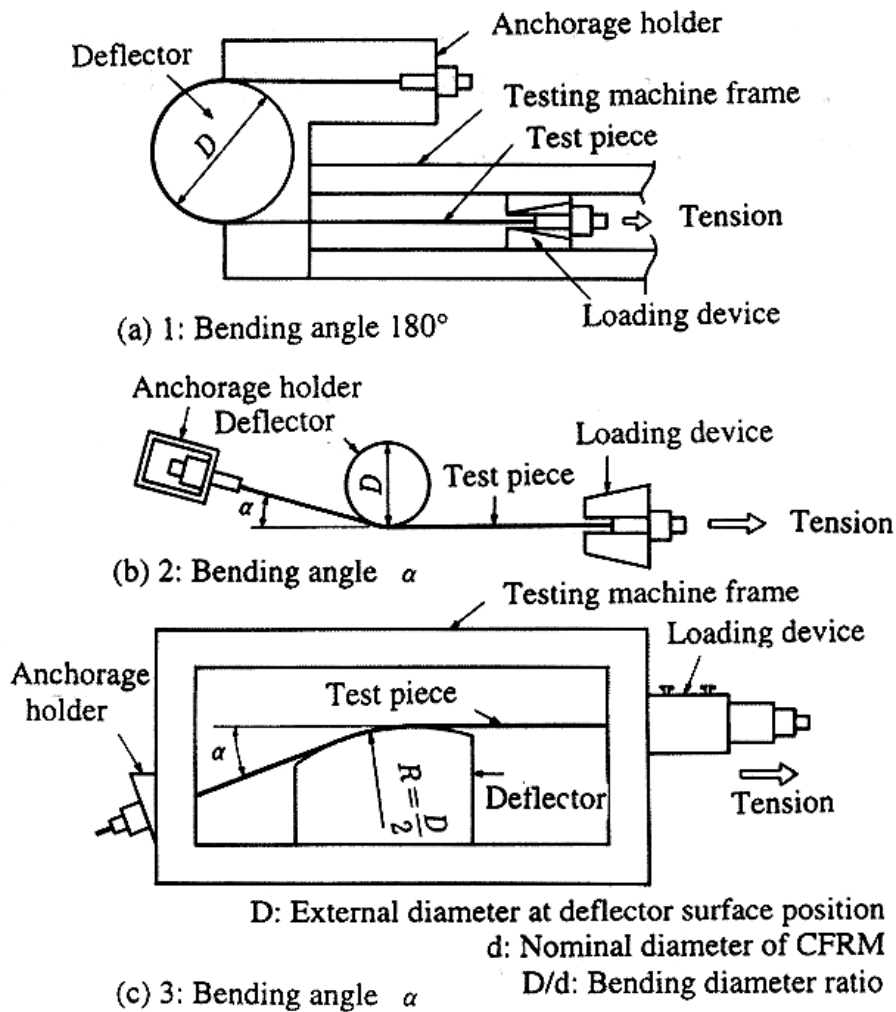 Anchorage holder
Deflector
Testing machine frame
Test piece
D
Tension
Loading device
(a) 1: Bending angle 180°
Anchorage holder
Deflector
Loading device
Test piece
D
α
Tension
(b) 2: Bending angle α
Testing machine frame
Loading device
Anchorage
holder
Test piece
α
R = D/2
Deflector
Tension
D: External diameter at deflector surface position
d: Nominal diameter of CFRM
D/d: Bending diameter ratio
(c) 3: Bending angle α